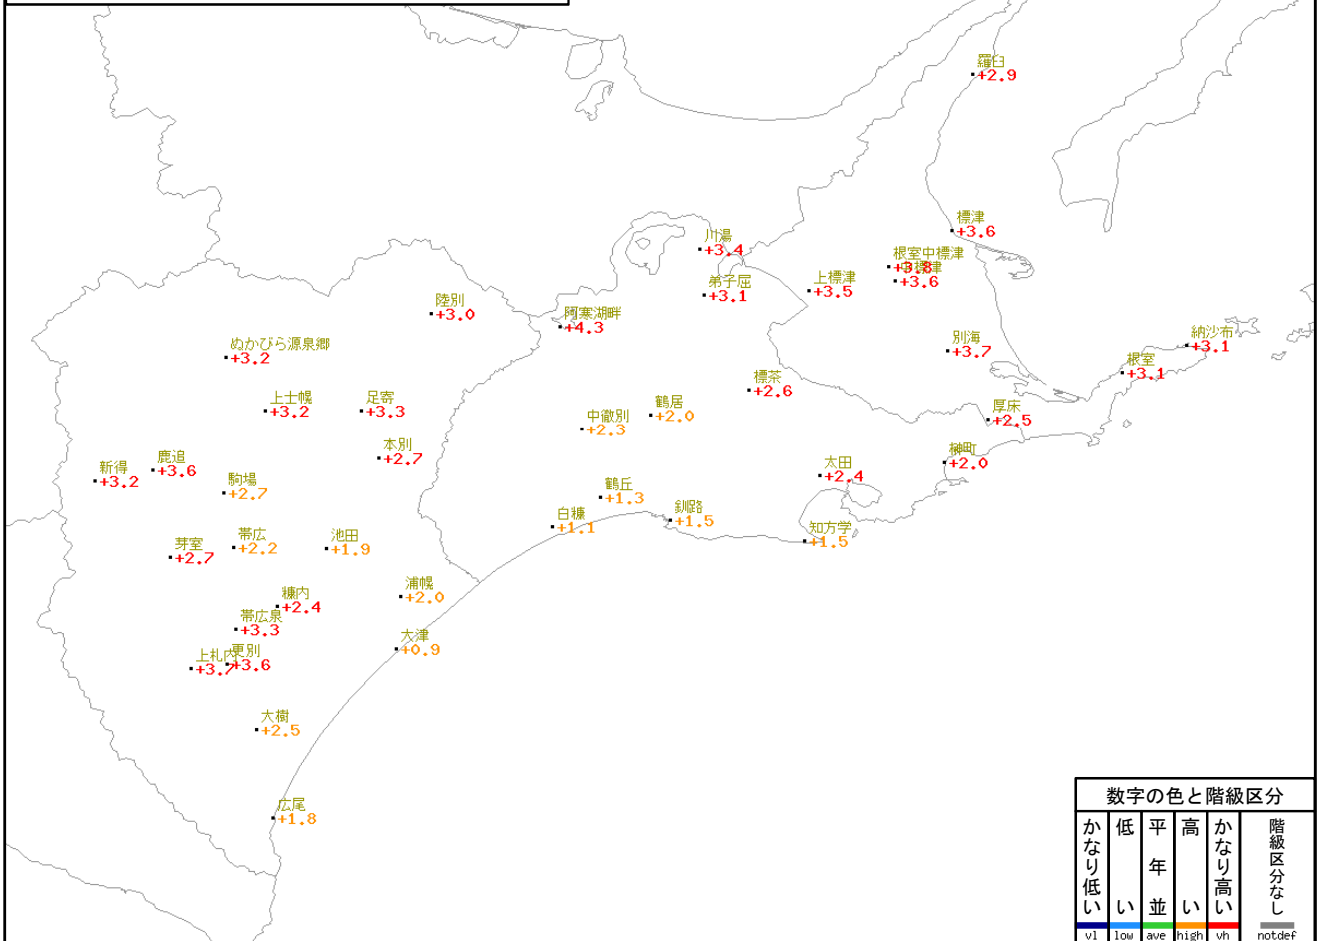 羅臼
+2.9
標津
+3.6
川湯
+3.4
根室中標津
+3.8
中標津
+3.6
弟子屈
+3.1
上標津
+3.5
陸別
+3.0
阿寒湖畔
+4.3
ぬかびら源泉郷
+3.2
別海
+3.7
納沙布
+3.1
根室
+3.1
標茶
+2.6
上士幌
+3.2
足寄
+3.3
鶴居
+2.0
中徹別
+2.3
厚床
+2.5
本別
+2.7
榊町
+2.0
新得
+3.2
鹿追
+3.6
駒場
+2.7
太田
+2.4
鶴丘
+1.3
白糠
+1.1
釧路
+1.5
知方学
+1.5
芽室
+2.7
帯広
+2.2
池田
+1.9
糠内
+2.4
浦幌
+2.0
帯広泉
+3.3
大津
+0.9
上札内
+3.7
更別
+3.6
大樹
+2.5
広尾
+1.8
数字の色と階級区分
かなり低い
低い
平年並
高い
かなり高い
階級区分なし
vl low ave high vh notdef